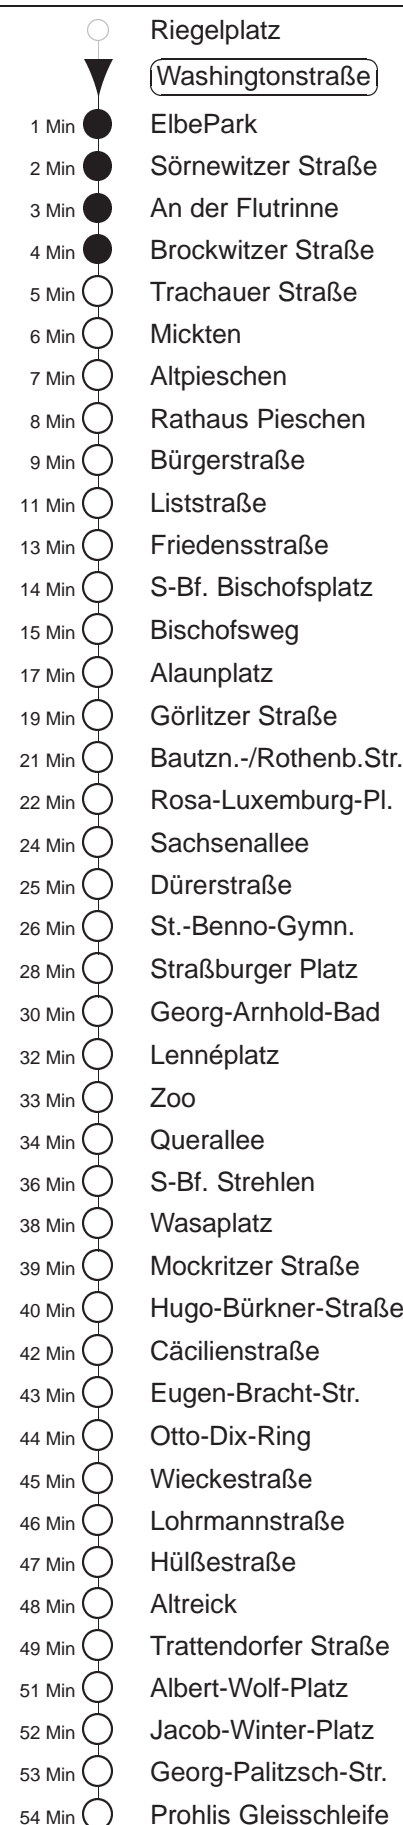 Riegelplatz
Washingtonstraße
1 Min ElbePark
2 Min Sörnewitzer Straße
3 Min An der Flutrinne
4 Min Brockwitzer Straße
5 Min Trachauer Straße
6 Min Mickten
7 Min Altpieschen
8 Min Rathaus Pieschen
9 Min Bürgerstraße
11 Min Liststraße
13 Min Friedensstraße
14 Min S-Bf. Bischofsplatz
15 Min Bischofsweg
17 Min Alaunplatz
19 Min Görlitzer Straße
21 Min Bautzn.-/Rothenb.Str.
22 Min Rosa-Luxemburg-Pl.
24 Min Sachsenallee
25 Min Dürerstraße
26 Min St.-Benno-Gymn.
28 Min Straßburger Platz
30 Min Georg-Arnhold-Bad
32 Min Lennéplatz
33 Min Zoo
34 Min Querallee
36 Min S-Bf. Strehlen
38 Min Wasaplatz
39 Min Mockritzer Straße
40 Min Hugo-Bürkner-Straße
42 Min Cäcilienstraße
43 Min Eugen-Bracht-Str.
44 Min Otto-Dix-Ring
45 Min Wieckestraße
46 Min Lohrmannstraße
47 Min Hülßestraße
48 Min Altreick
49 Min Trattendorfer Straße
51 Min Albert-Wolf-Platz
52 Min Jacob-Winter-Platz
53 Min Georg-Palitzsch-Str.
54 Min Prohlis Gleisschleife